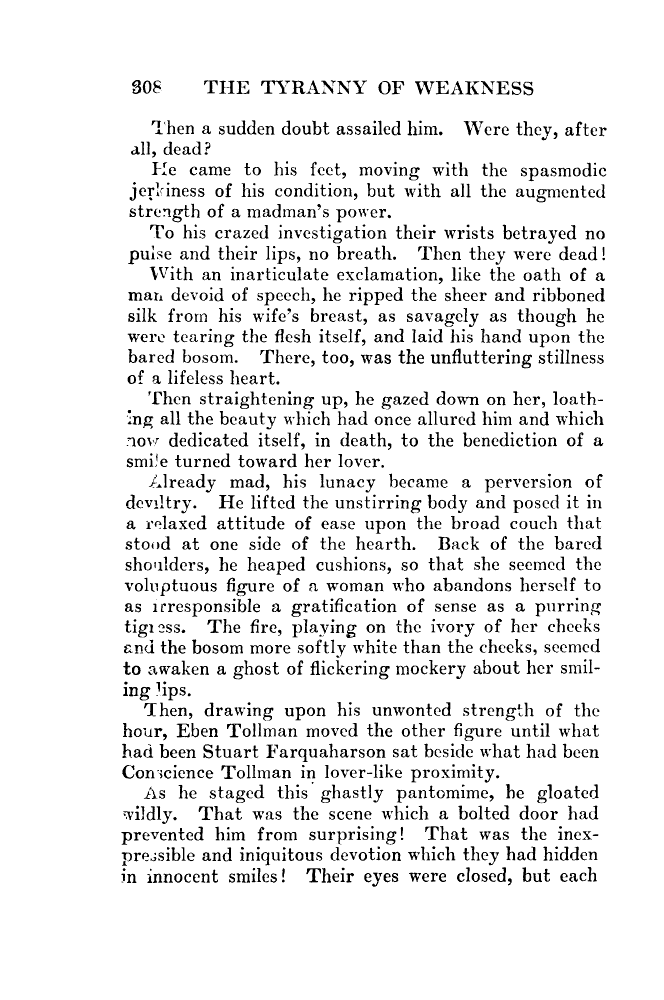 308 THE TYRANNY OF WEAKNESS
Then a sudden doubt assailed him. Were they, after
all, dead?
He came to his feet, moving with the spasmodic
jerkiness of his condition, but with all the augmented
strength of a madman's power.
To his crazed investigation their wrists betrayed no
pulse and their lips, no breath. Then they were dead!
With an inarticulate exclamation, like the oath of a
man devoid of speech, he ripped the sheer and ribboned
silk from his wife's breast, as savagely as though he
were tearing the flesh itself, and laid his hand upon the
bared bosom. There, too, was the unfluttering stillness
of a lifeless heart.
Then straightening up, he gazed down on her, loath-
ing all the beauty which had once allured him and which
now dedicated itself, in death, to the benediction of a
smile turned toward her lover.
Already mad, his lunacy became a perversion of
deviltry. He lifted the unstirring body and posed it in
a relaxed attitude of ease upon the broad couch that
stood at one side of the hearth. Back of the bared
shoulders, he heaped cushions, so that she seemed the
voluptuous figure of a woman who abandons herself to
as irresponsible a gratification of sense as a purring
tigress. The fire, playing on the ivory of her cheeks
and the bosom more softly white than the cheeks, seemed
to awaken a ghost of flickering mockery about her smil-
ing lips.
Then, drawing upon his unwonted strength of the
hour, Eben Tollman moved the other figure until what
had been Stuart Farquaharson sat beside what had been
Conscience Tollman in lover-like proximity.
As he staged this ghastly pantomime, he gloated
wildly. That was the scene which a bolted door had
prevented him from surprising! That was the inex-
pressible and iniquitous devotion which they had hidden
in innocent smiles! Their eyes were closed, but each